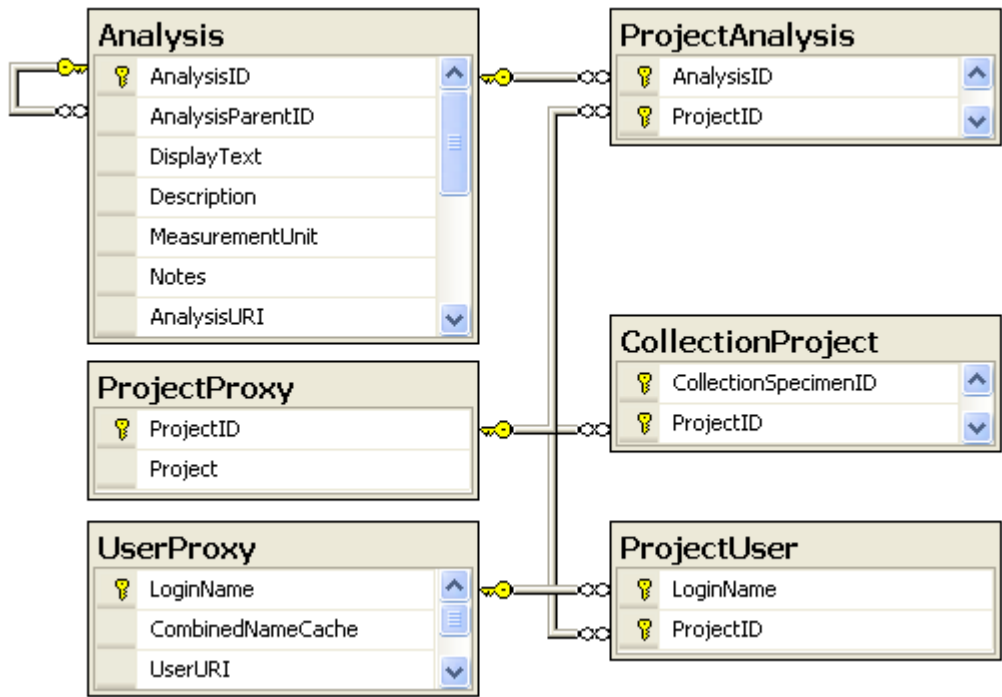 Analysis
AnalysisID
AnalysisParentID
DisplayText
Description
MeasurementUnit
Notes
AnalysisURI
ProjectAnalysis
AnalysisID
ProjectID
ProjectProxy
ProjectID
Project
CollectionProject
CollectionSpecimenID
ProjectID
UserProxy
LoginName
CombinedNameCache
UserURI
ProjectUser
LoginName
ProjectID